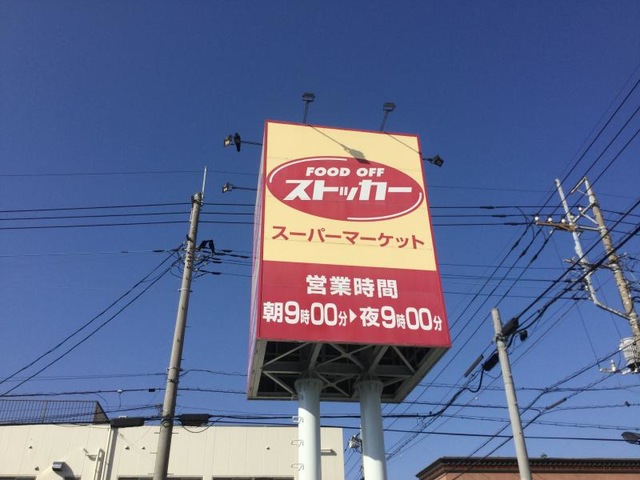 FOOD OFF
ストッカー
スーパーマーケット
営業時間
朝9時00分▶夜9時00分